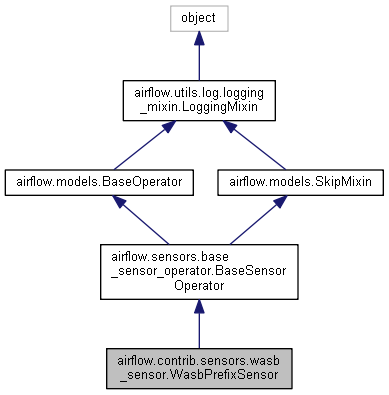 object
airflow.utils.log.logging
_mixin.LoggingMixin
airflow.models.BaseOperator
airflow.models.SkipMixin
airflow.sensors.base
_sensor_operator.BaseSensor
Operator
airflow.contrib.sensors.wasb
_sensor.WasbPrefixSensor